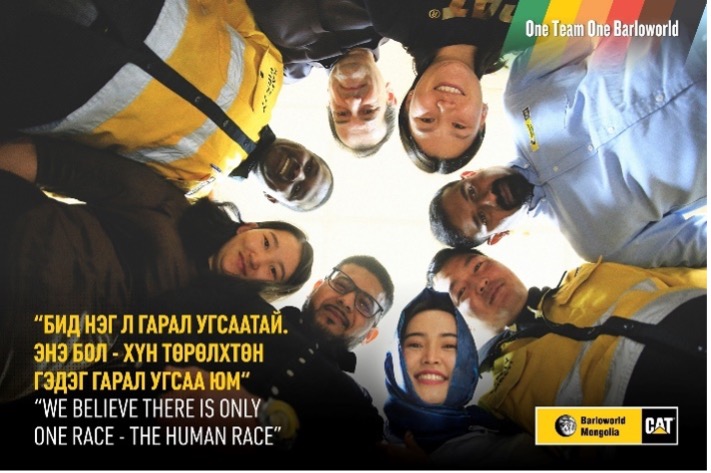 One Team One Barloworld
“БИД НЭГ Л ГАРАЛ УГСААТАЙ.
ЭНЭ БОЛ - ХҮН ТӨРӨЛХТӨН
ГЭДЭГ ГАРАЛ УГСАА ЮМ“
“WE BELIEVE THERE IS ONLY
ONE RACE - THE HUMAN RACE”
Barloworld
Mongolia
CAT